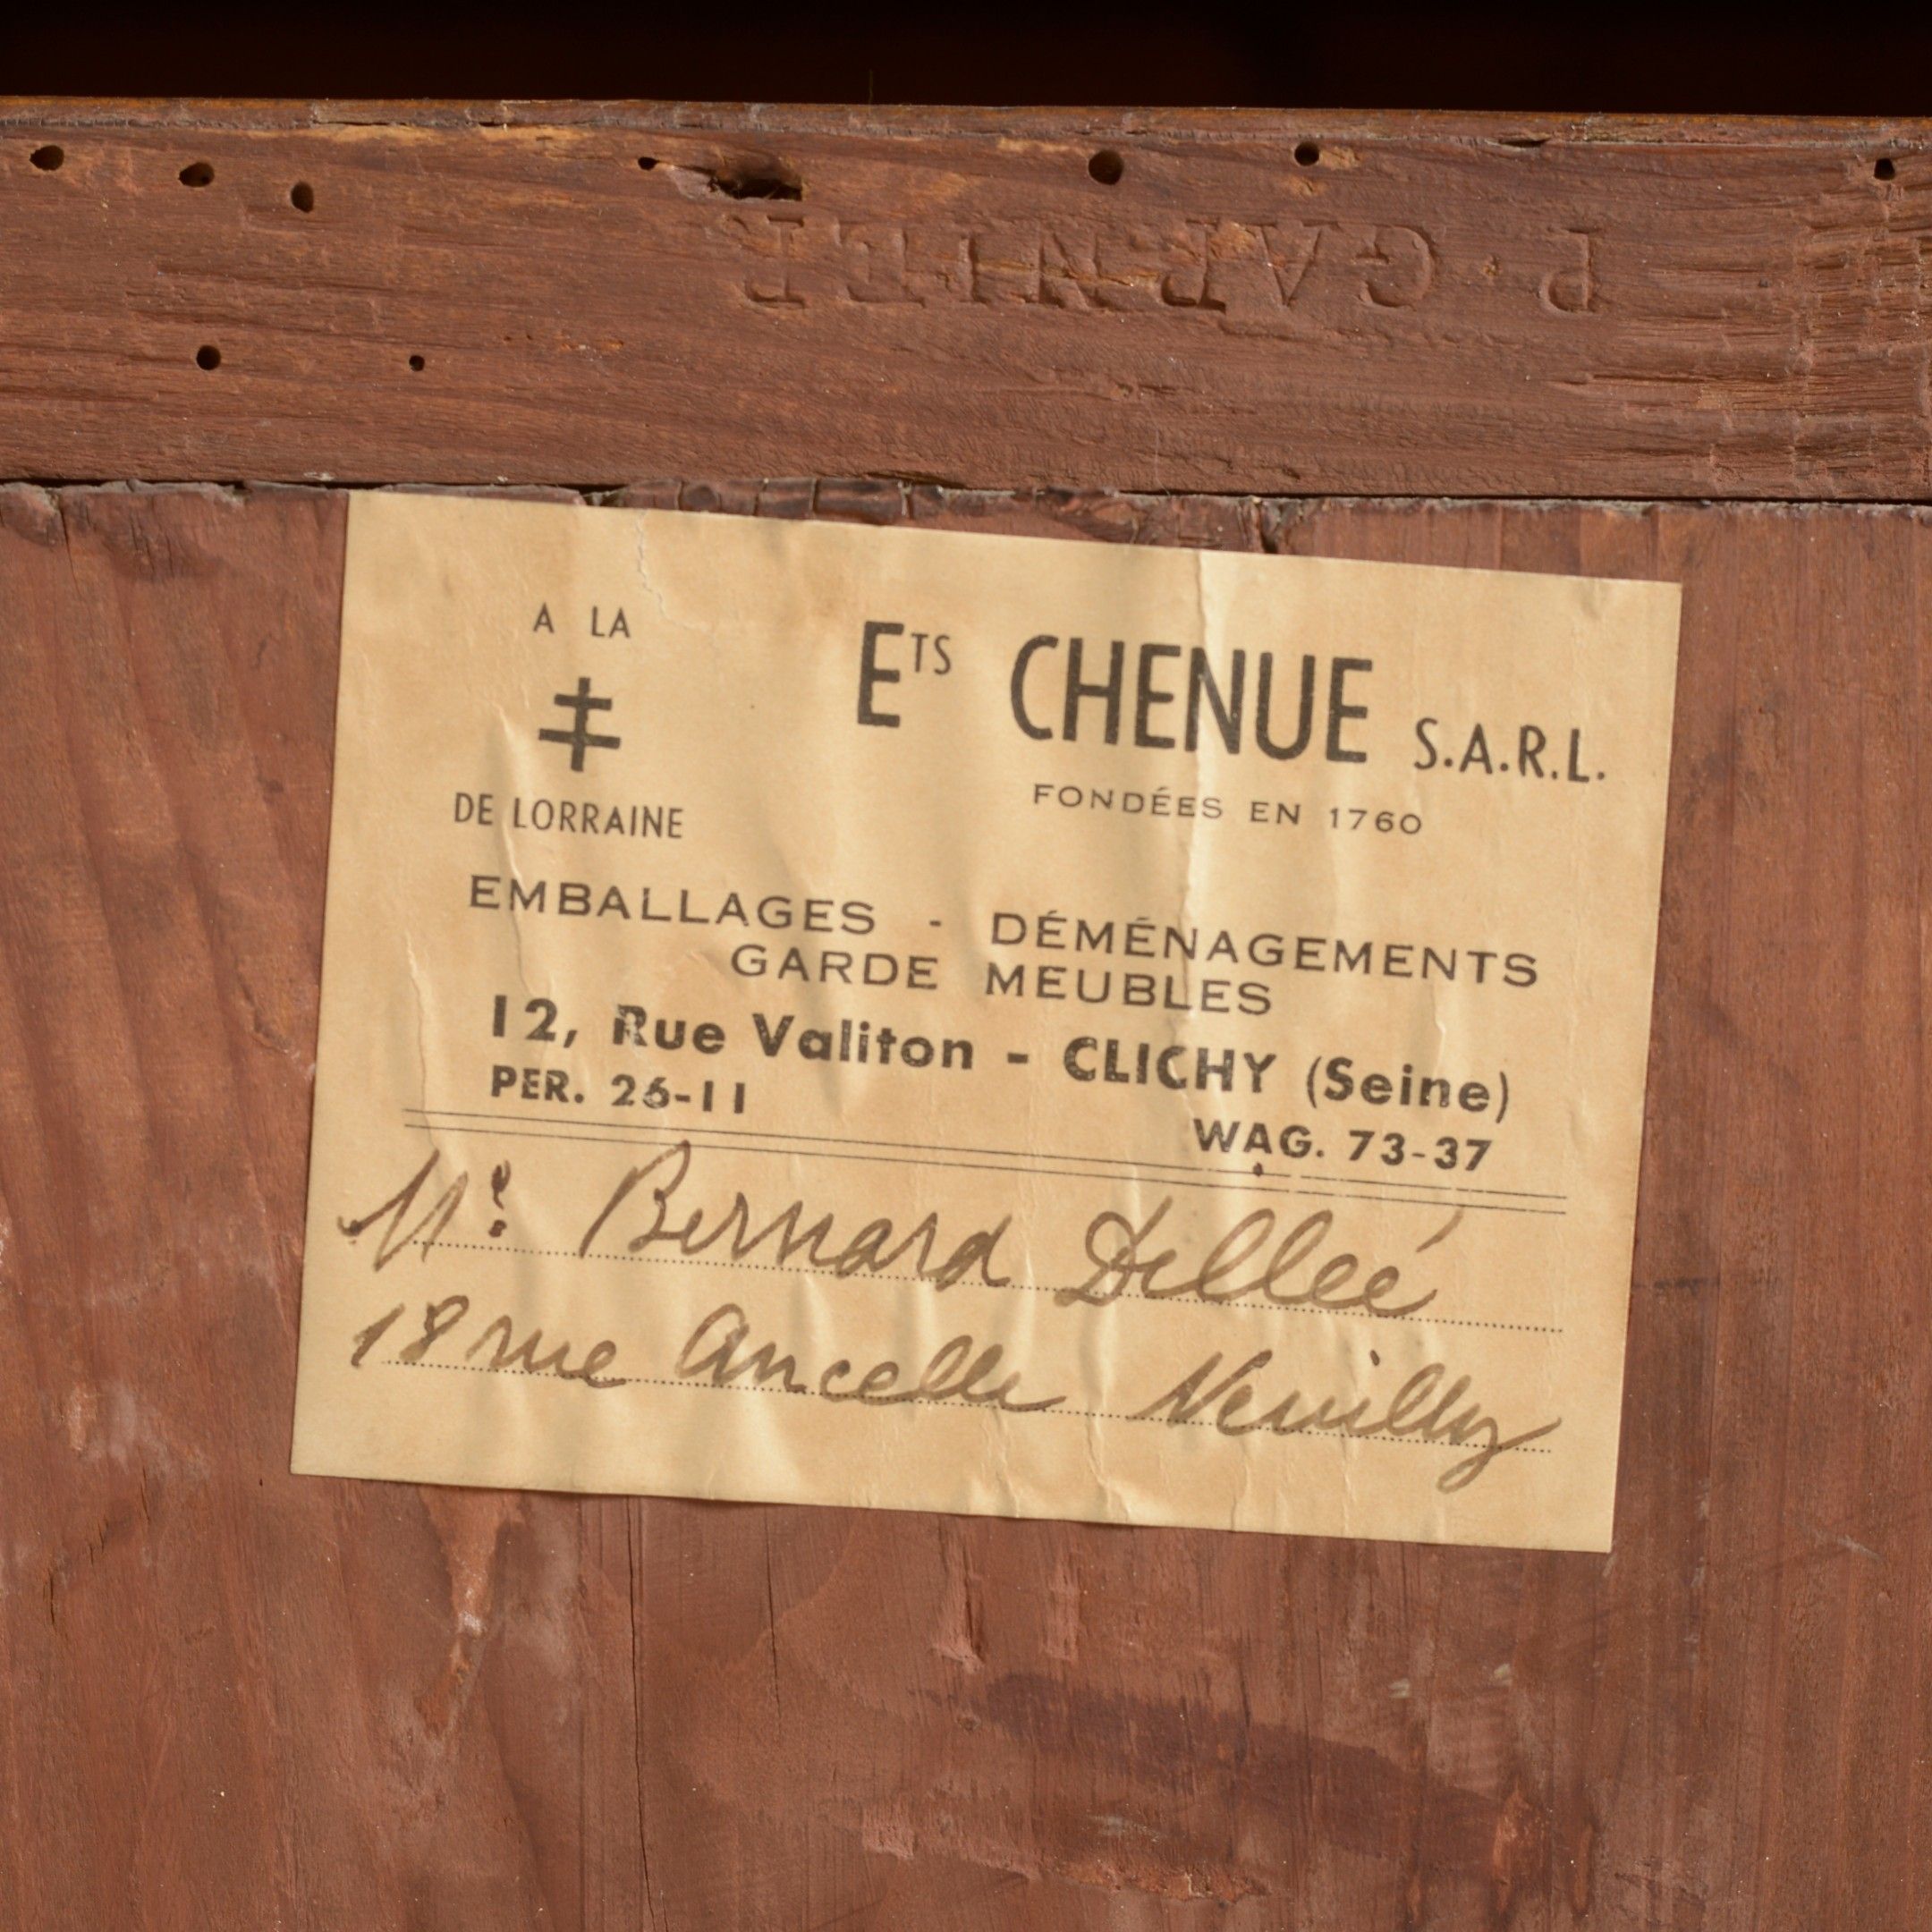 P·GARNIER
A LA
DE LORRAINE
ETS CHENUE S.A.R.L.
FONDÉES EN 1760
EMBALLAGES - DÉMÉNAGEMENTS
GARDE MEUBLES
12, Rue Valiton - CLICHY (Seine)
PER. 26-11 WAG. 73-37
Mr Bernard Delleé
18 rue Ancelle Neuilly